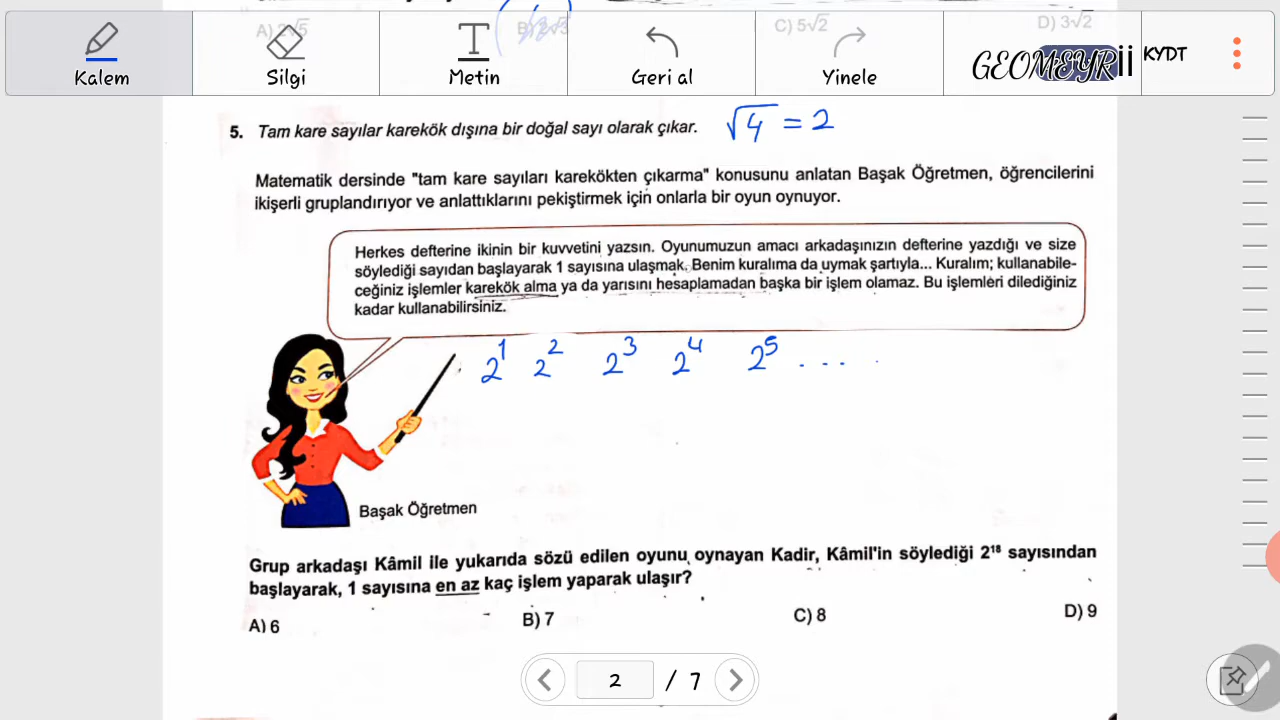 A) 2√5
B) 2√3
C) 5√2
D) 3√2
Kalem
Silgi
Metin
Geri al
Yinele
GEOMEYRİi KYDT
5. Tam kare sayılar karekök dışına bir doğal sayı olarak çıkar. √4 = 2
Matematik dersinde "tam kare sayıları karekökten çıkarma" konusunu anlatan Başak Öğretmen, öğrencilerini
ikişerli gruplandırıyor ve anlattıklarını pekiştirmek için onlarla bir oyun oynuyor.
Herkes defterine ikinin bir kuvvetini yazsın. Oyunumuzun amacı arkadaşınızın defterine yazdığı ve size
söylediği sayıdan başlayarak 1 sayısına ulaşmak. Benim kuralıma da uymak şartıyla... Kuralım; kullanabile-
ceğiniz işlemler karekök alma ya da yarısını hesaplamadan başka bir işlem olamaz. Bu işlemleri dilediğiniz
kadar kullanabilirsiniz.
2¹ 2² 2³ 2⁴ 2⁵ ....
Başak Öğretmen
Grup arkadaşı Kâmil ile yukarıda sözü edilen oyunu oynayan Kadir, Kâmil'in söylediği 2¹⁸ sayısından
başlayarak, 1 sayısına en az kaç işlem yaparak ulaşır?
A) 6
B) 7
C) 8
D) 9
2 / 7